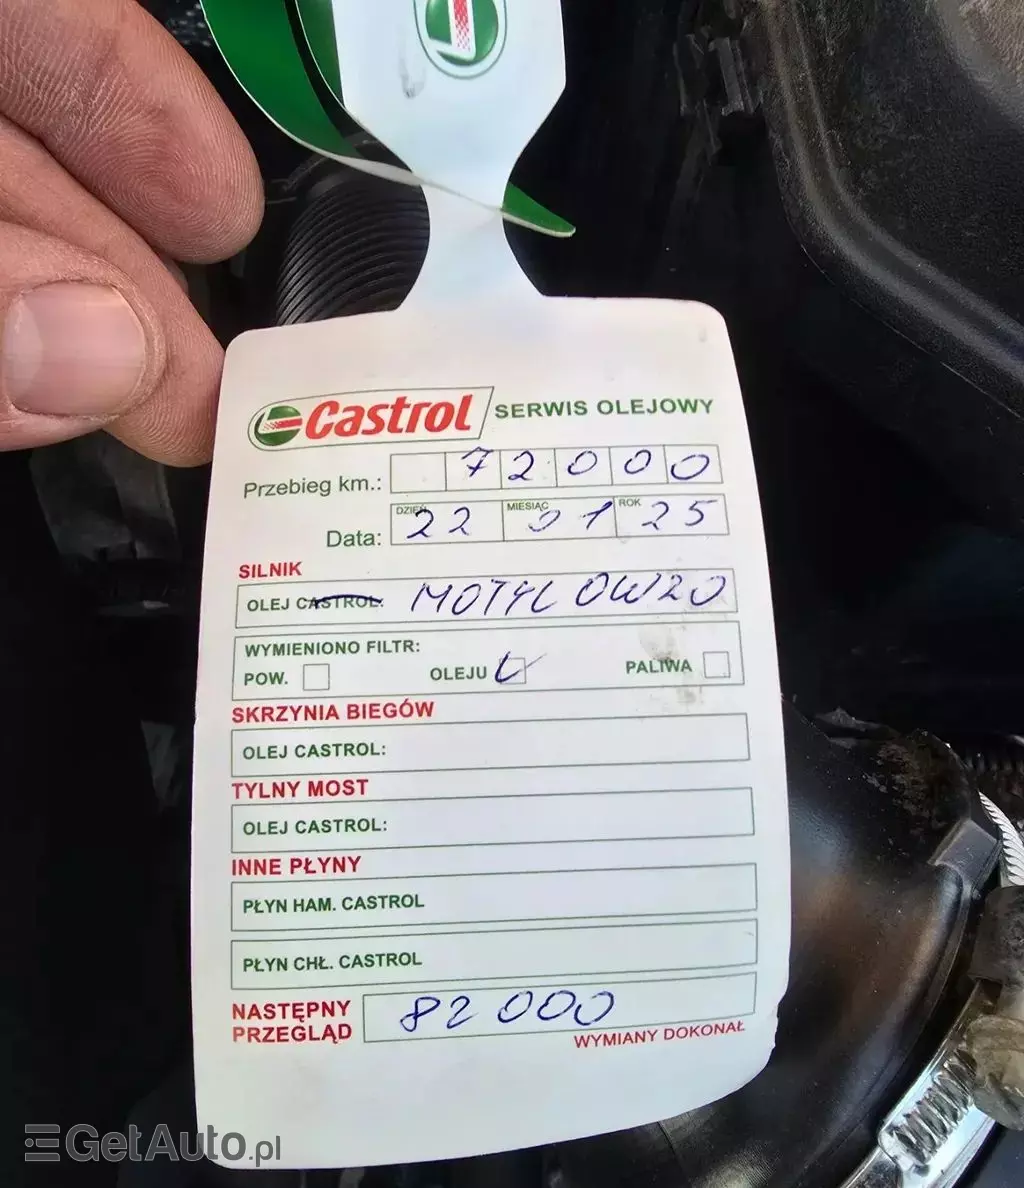 Castrol SERWIS OLEJOWY
Przebieg km.: 72000
DZIEŃ MIESIĄC ROK
Data: 22 01 25
SILNIK
OLEJ CASTROL: MOTYL 0W20
WYMIENIONO FILTR:
POW. OLEJU PALIWA
SKRZYNIA BIEGÓW
OLEJ CASTROL:
TYLNY MOST
OLEJ CASTROL:
INNE PŁYNY
PŁYN HAM. CASTROL
PŁYN CHŁ. CASTROL
NASTĘPNY
PRZEGLĄD 82000
WYMIANY DOKONAŁ
GetAuto.pl